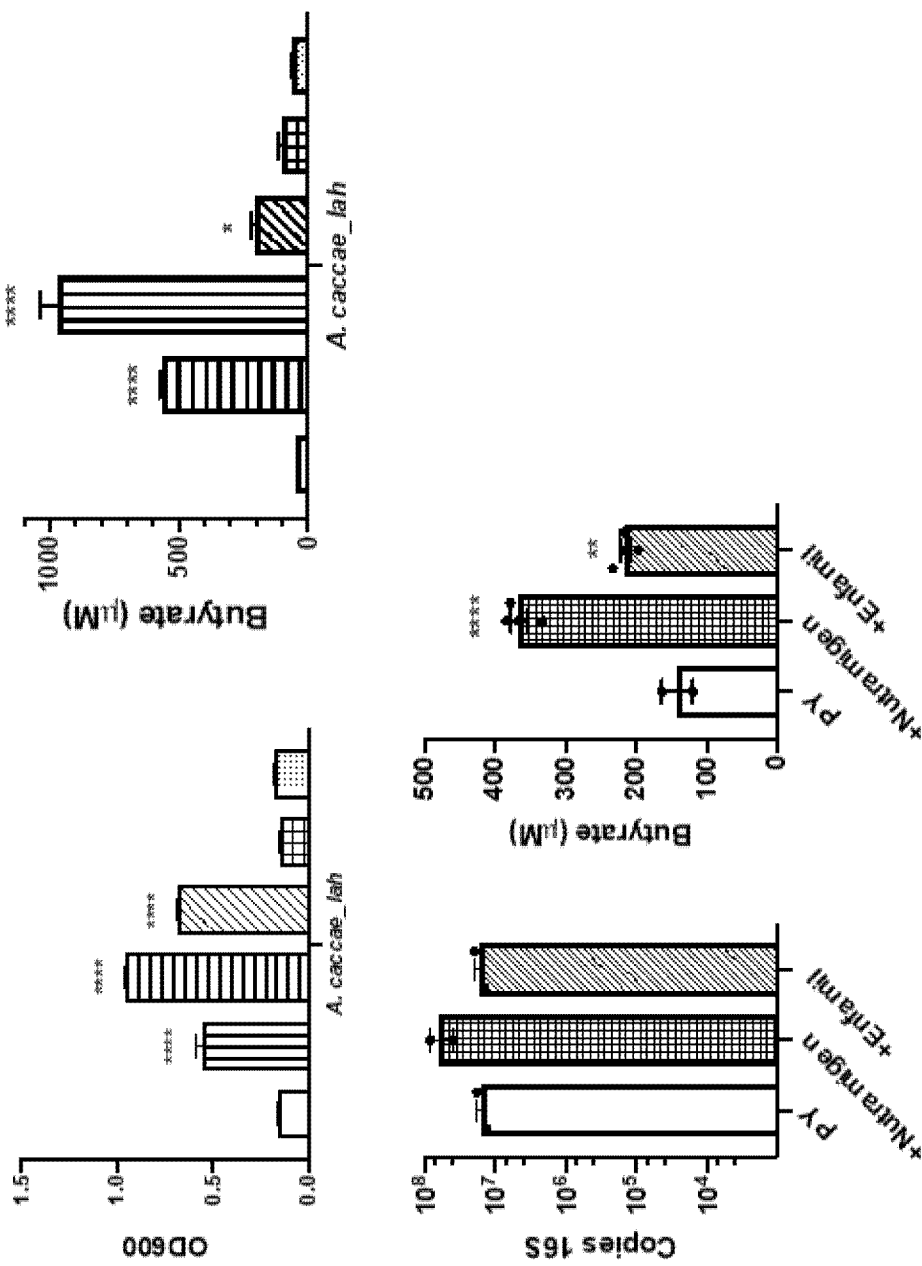 OD600
1.5
1.0
0.5
0.0
****
****
****
A. caccae_lah
Butyrate (μM)
1000
500
0
****
****
*
A. caccae_lah
Copies 16S
10⁸
10⁷
10⁶
10⁵
10⁴
PY
+Nutramigen
+Enfamil
Butyrate (μM)
500
400
300
200
100
0
****
**
PY
+Nutramigen
+Enfamil